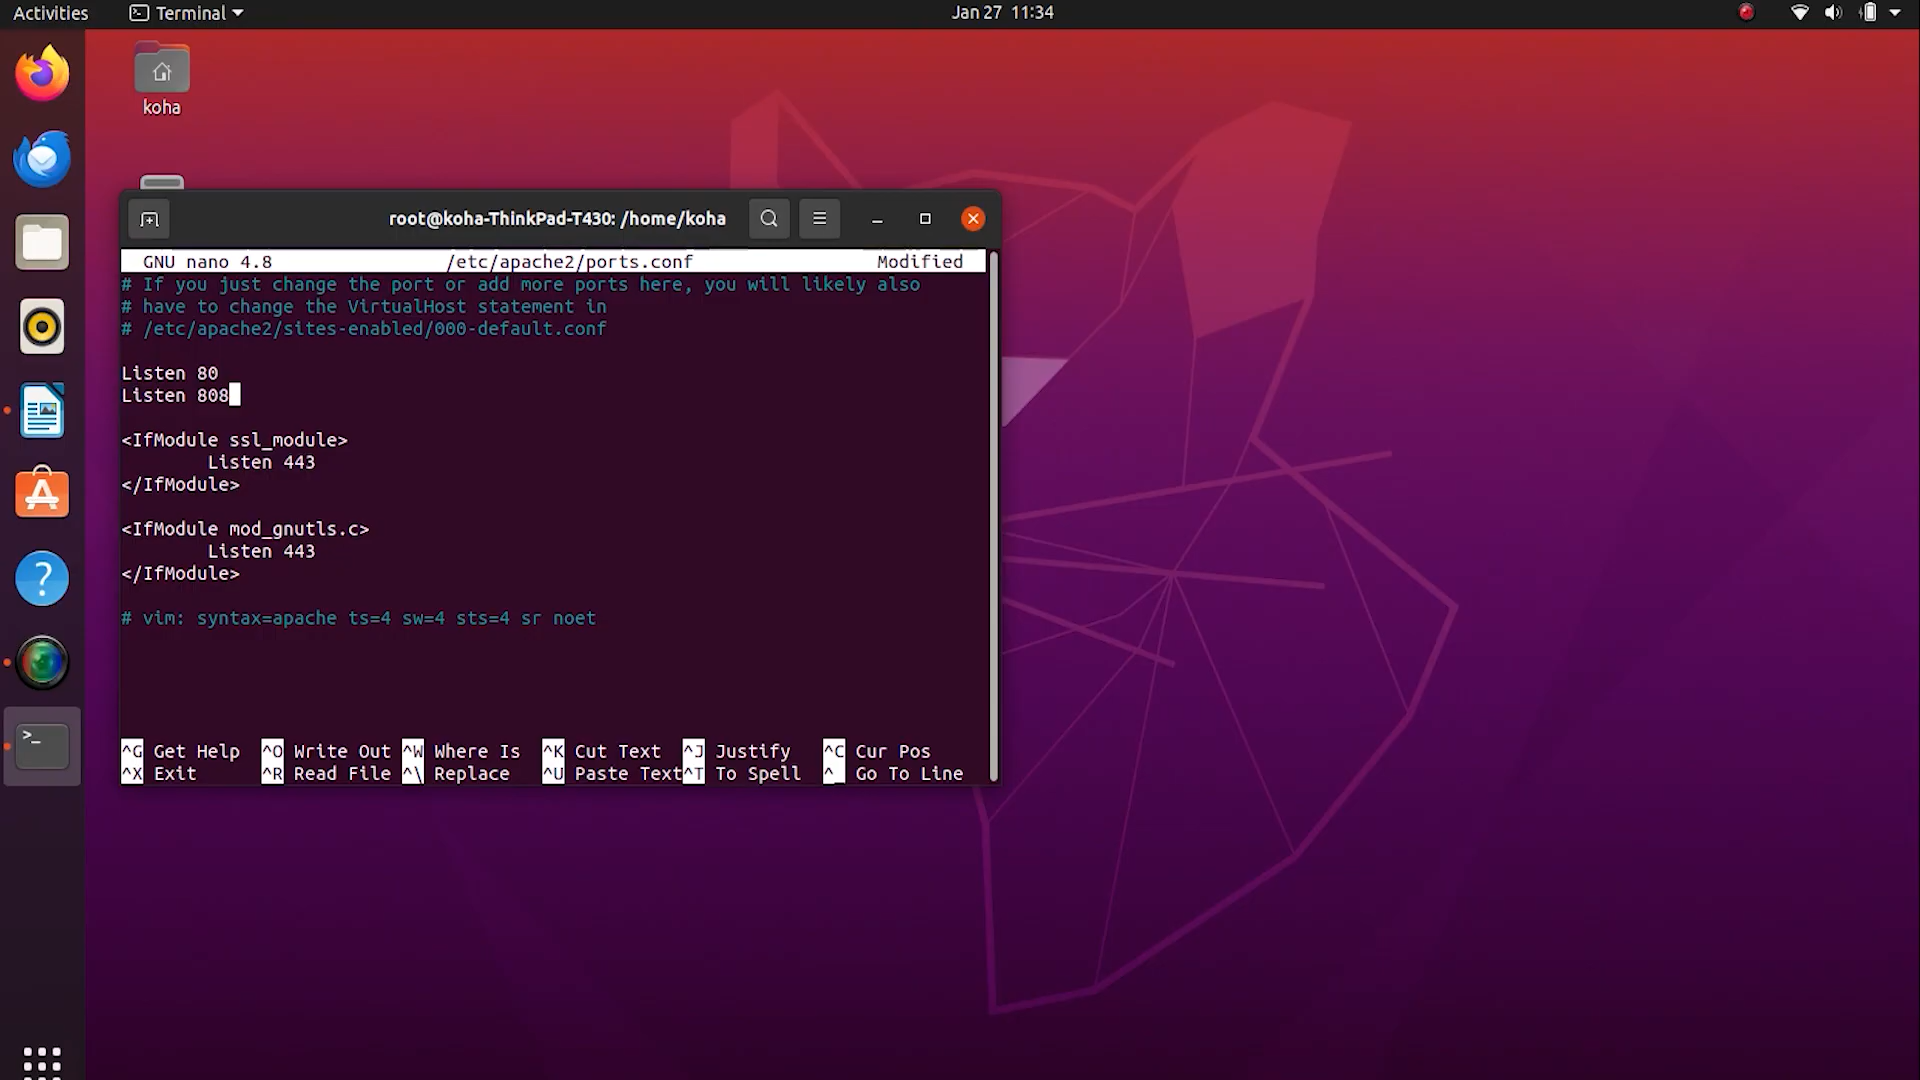 Activities Terminal Jan 27 11:34
koha
root@koha-ThinkPad-T430: /home/koha
GNU nano 4.8 /etc/apache2/ports.conf Modified
# If you just change the port or add more ports here, you will likely also
# have to change the VirtualHost statement in
# /etc/apache2/sites-enabled/000-default.conf
Listen 80
Listen 808
<IfModule ssl_module>
Listen 443
</IfModule>
<IfModule mod_gnutls.c>
Listen 443
</IfModule>
# vim: syntax=apache ts=4 sw=4 sts=4 sr noet
^G Get Help ^O Write Out ^W Where Is ^K Cut Text ^J Justify ^C Cur Pos
^X Exit ^R Read File ^\ Replace ^U Paste Text ^T To Spell ^_ Go To Line